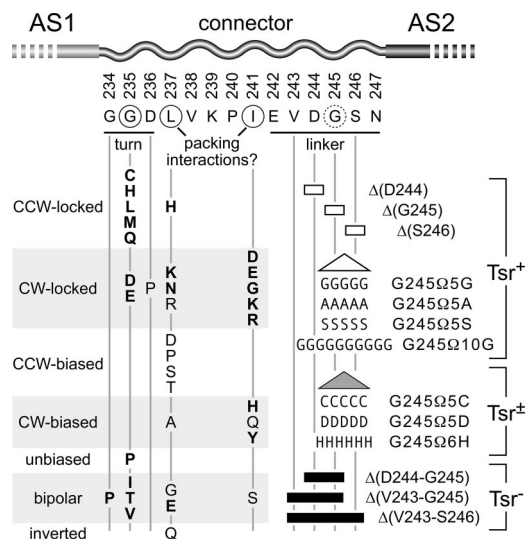 AS1 connector AS2
234 235 236 237 238 239 240 241 242 243 244 245 246 247
G G D L V K P I E V D G S N
turn packing interactions? linker
CCW-locked C H L M Q H
CW-locked D E P K N R D E G K R
CCW-biased D P S T
CW-biased A H Q Y
unbiased P
bipolar P I T V G E S
inverted Q
Δ(D244)
Δ(G245)
Δ(S246)
GGGGG G245Ω5G
AAAAA G245Ω5A
SSSSS G245Ω5S
GGGGGGGGGG G245Ω10G
Tsr+
CCCCC G245Ω5C
DDDDD G245Ω5D
HHHHHH G245Ω6H
Tsr±
Δ(D244-G245)
Δ(V243-G245)
Δ(V243-S246)
Tsr-